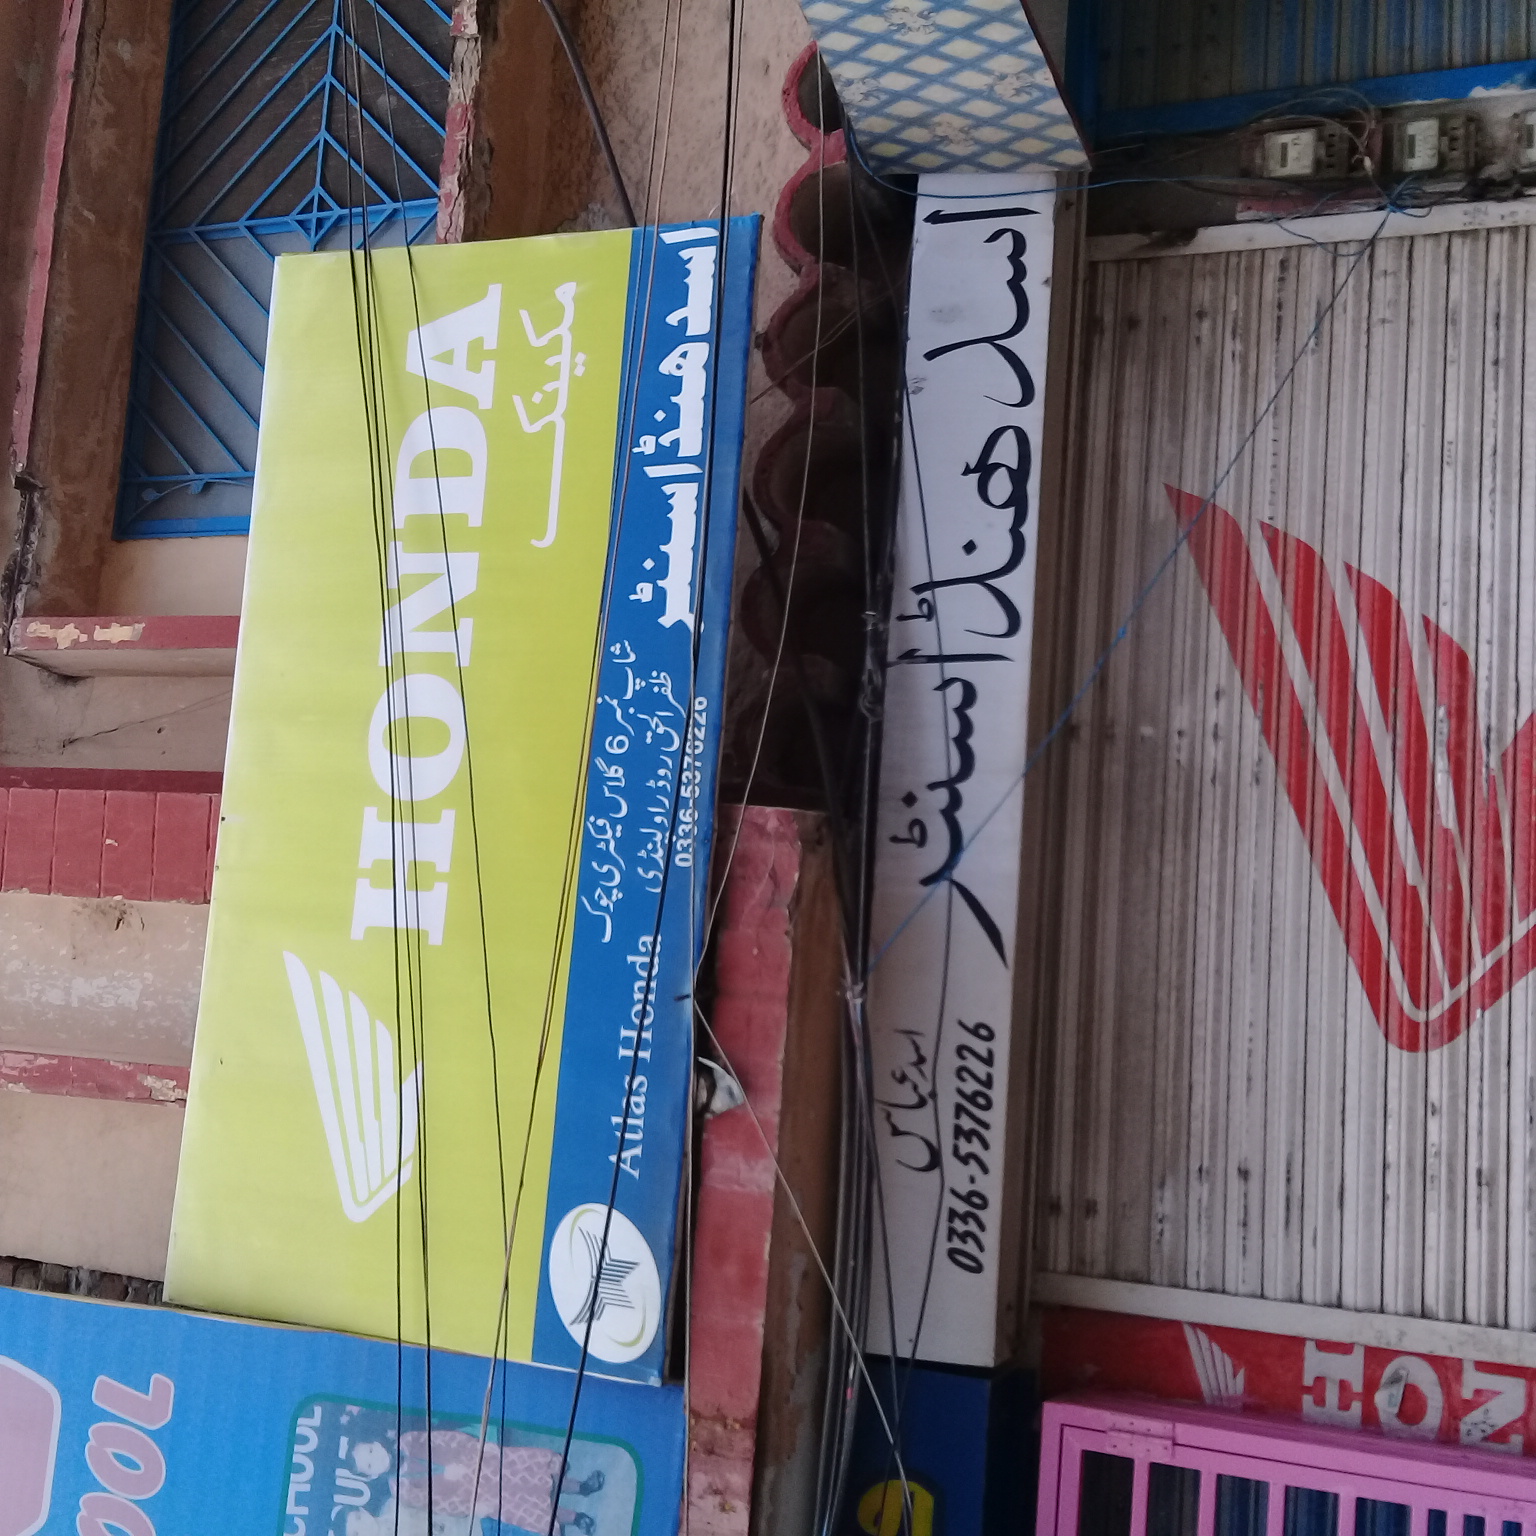 HONDA
مکینک
اسد ھنڈا سنٹر
شاپ نمبر 6 گلاس فیکٹری چوک
ظفر الحق روڈ راولپنڈی
0336-5376226
Atlas Honda
اسد ھنڈا سنٹر
اسد عباس
0336-5376226
HON
OOL